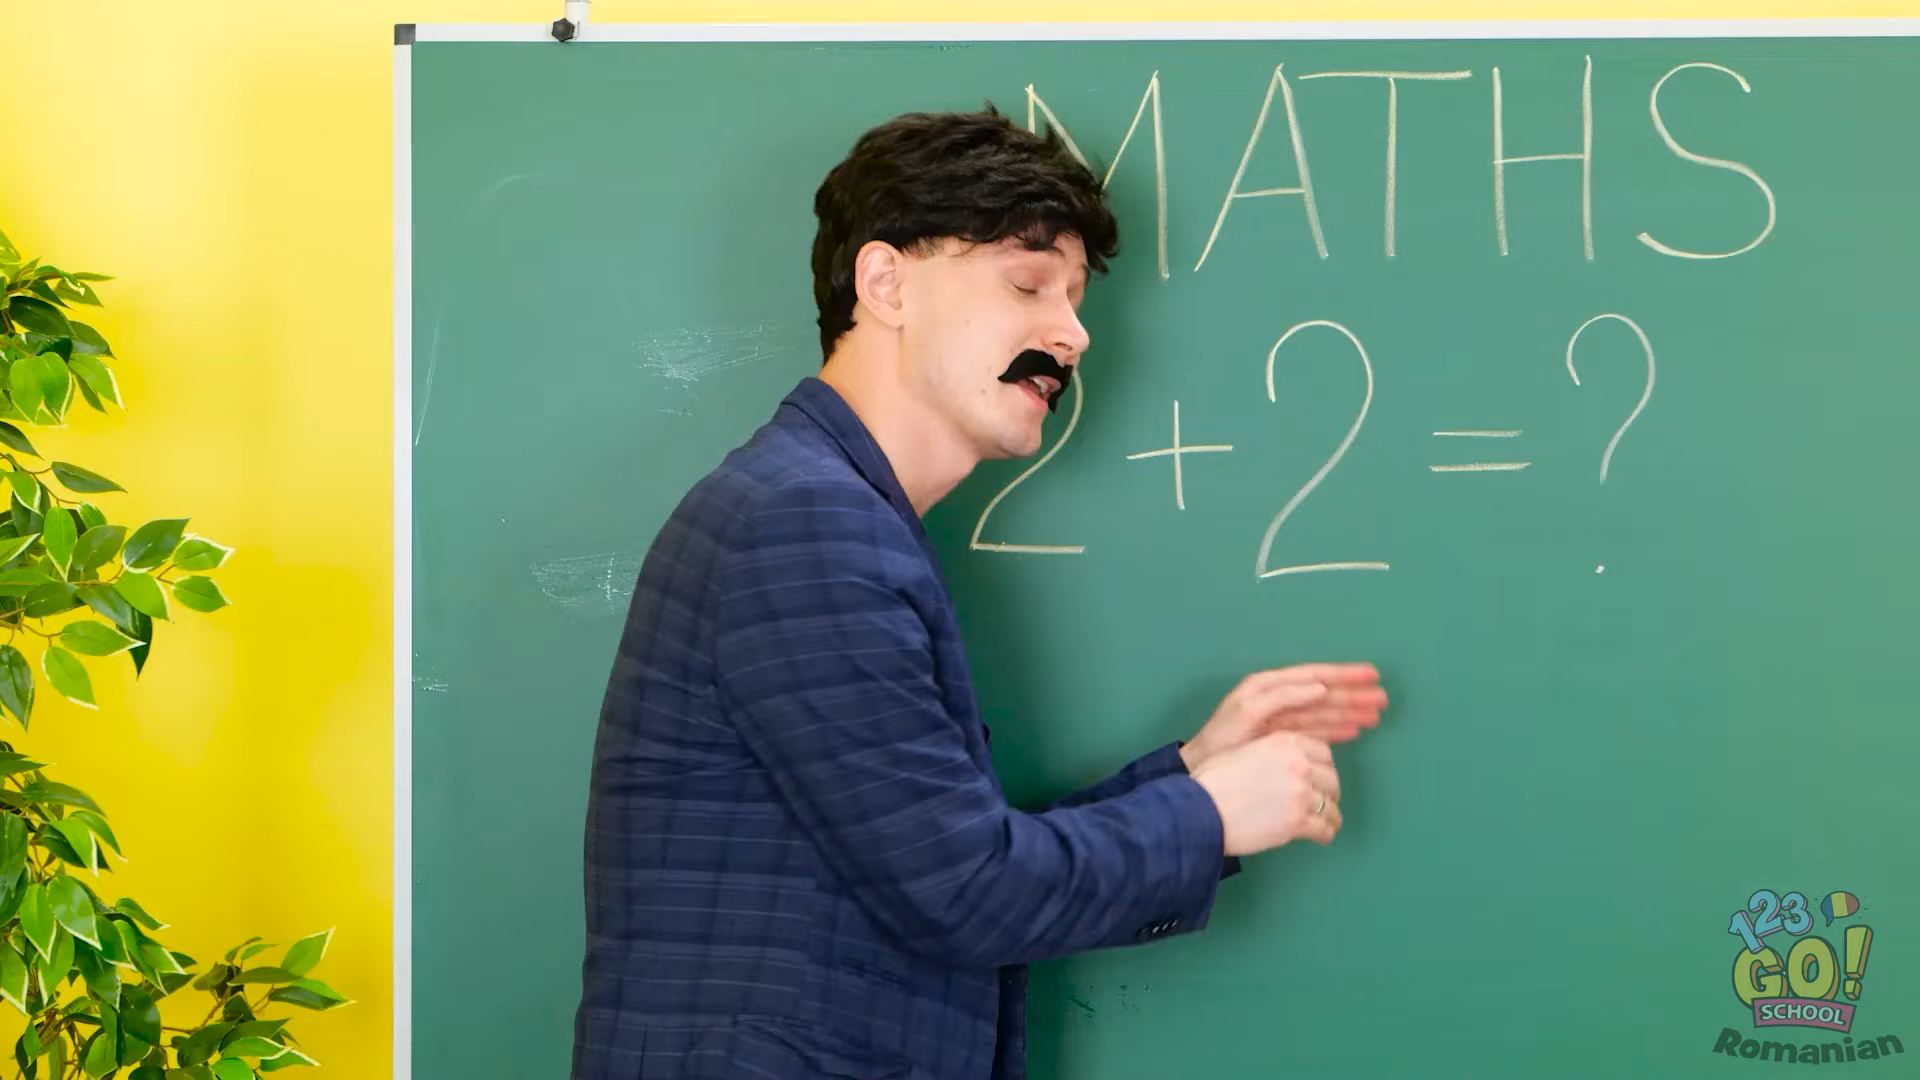 MATHS
2 + 2 = ?
123
GO!
SCHOOL
Romanian